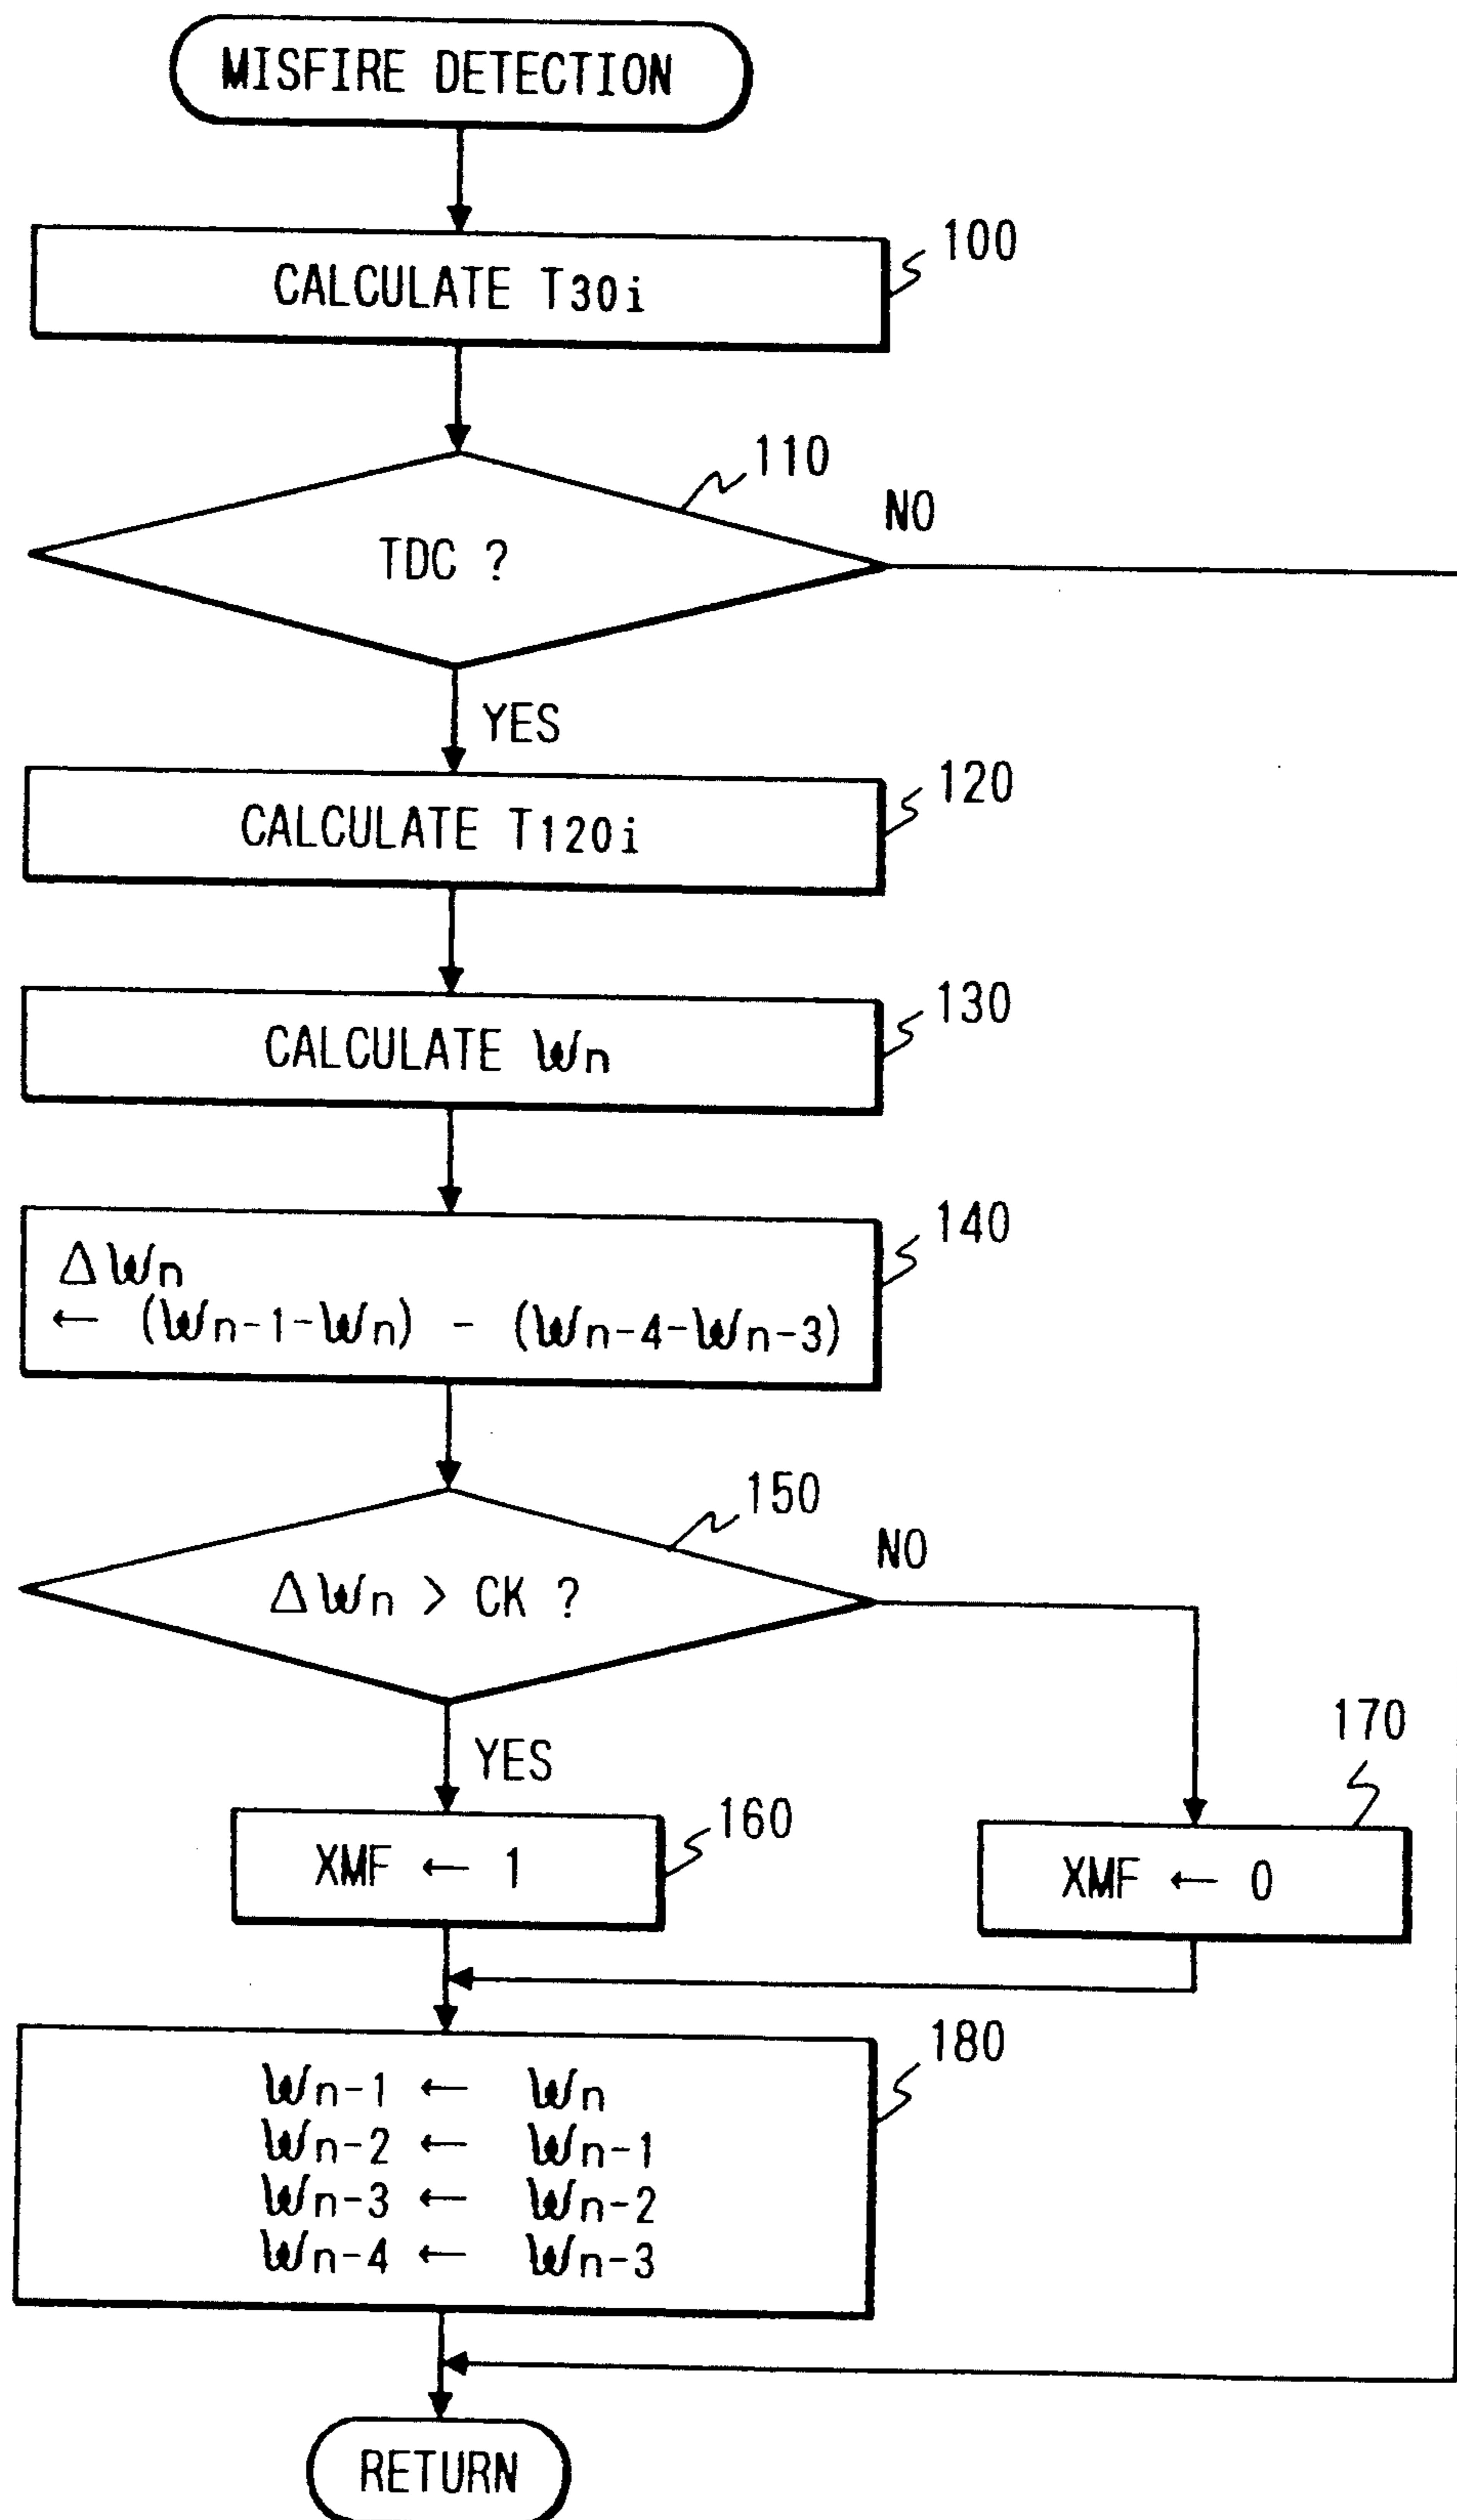 MISFIRE DETECTION
100
CALCULATE T30i
110
NO
TDC ?
YES
120
CALCULATE T120i
130
CALCULATE Wn
140
ΔWn
← (Wn-1-Wn) - (Wn-4-Wn-3)
150
NO
ΔWn > CK ?
YES
170
160
XMF ← 1
XMF ← 0
180
Wn-1 ← Wn
Wn-2 ← Wn-1
Wn-3 ← Wn-2
Wn-4 ← Wn-3
RETURN